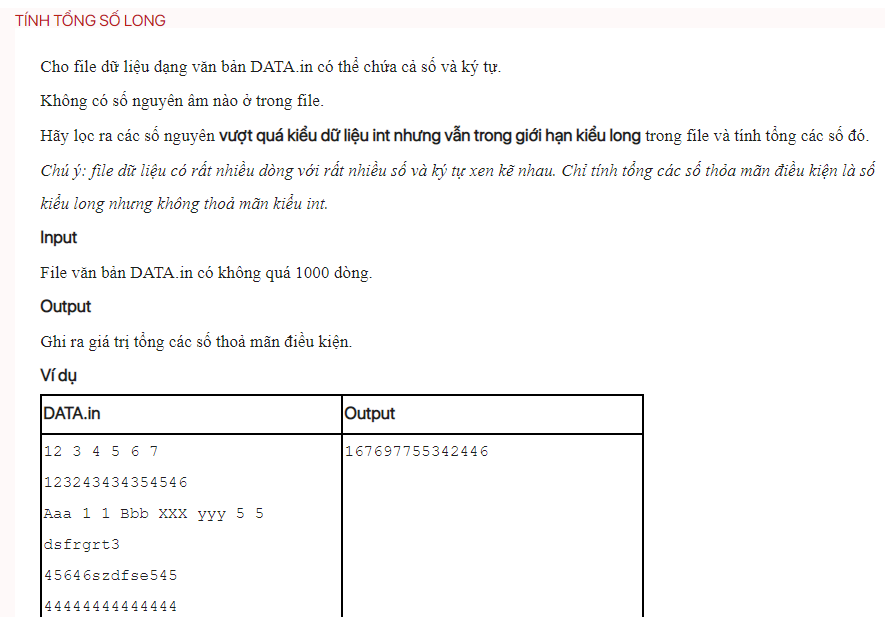 TÍNH TỔNG SỐ LONG
Cho file dữ liệu dạng văn bản DATA.in có thể chứa cả số và ký tự.
Không có số nguyên âm nào ở trong file.
Hãy lọc ra các số nguyên vượt quá kiểu dữ liệu int nhưng vẫn trong giới hạn kiểu long trong file và tính tổng các số đó.
Chú ý: file dữ liệu có rất nhiều dòng với rất nhiều số và ký tự xen kẽ nhau. Chỉ tính tổng các số thỏa mãn điều kiện là số
kiểu long nhưng không thoả mãn kiểu int.
Input
File văn bản DATA.in có không quá 1000 dòng.
Output
Ghi ra giá trị tổng các số thoả mãn điều kiện.
Ví dụ
DATA.in Output
12 3 4 5 6 7 167697755342446
123243434354546
Aaa 1 1 Bbb XXX yyy 5 5
dsfrgrt3
45646szdfse545
44444444444444